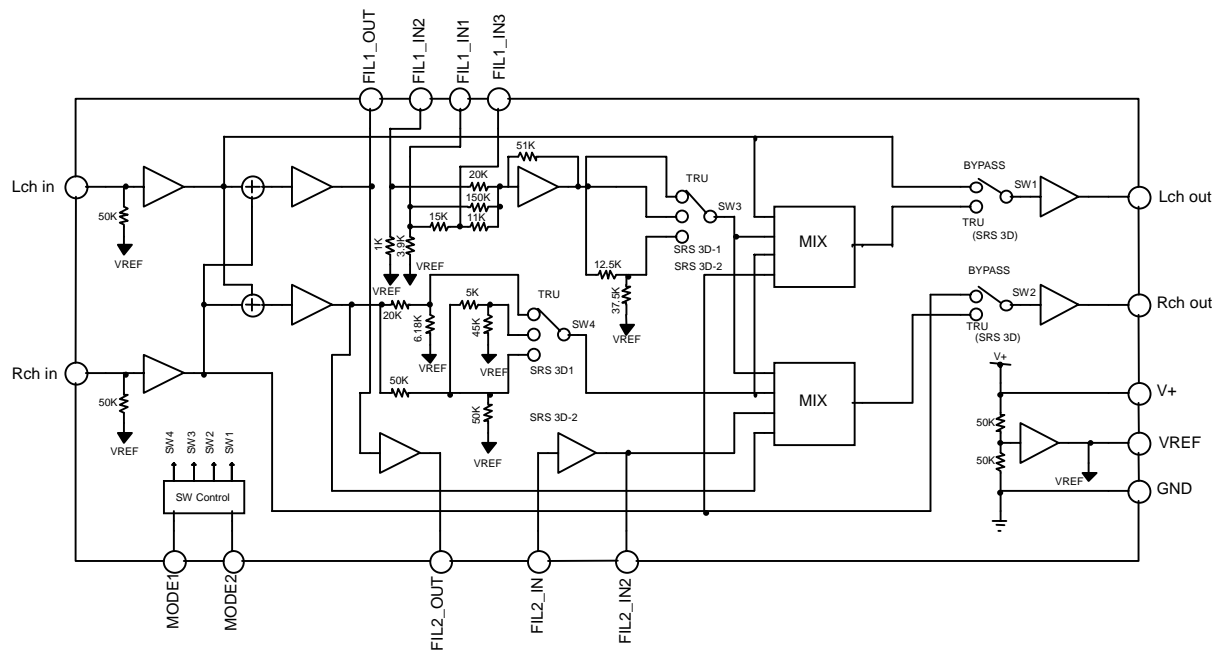 FIL1_OUT
FIL1_IN2
FIL1_IN1
FIL1_IN3
Lch in
50K
VREF
51K
20K
150K
15K
11K
1K
3.9K
VREF
VREF
TRU
SW3
SRS 3D-1
SRS 3D-2
12.5K
37.5K
VREF
MIX
BYPASS
SW1
TRU
(SRS 3D)
Lch out
BYPASS
SW2
TRU
(SRS 3D)
Rch out
20K
6.18K
VREF
5K
45K
VREF
TRU
SW4
SRS 3D1
Rch in
50K
VREF
50K
50K
VREF
SRS 3D-2
MIX
V+
V+
50K
50K
VREF
VREF
GND
SW4
SW3
SW2
SW1
SW Control
MODE1
MODE2
FIL2_OUT
FIL2_IN
FIL2_IN2